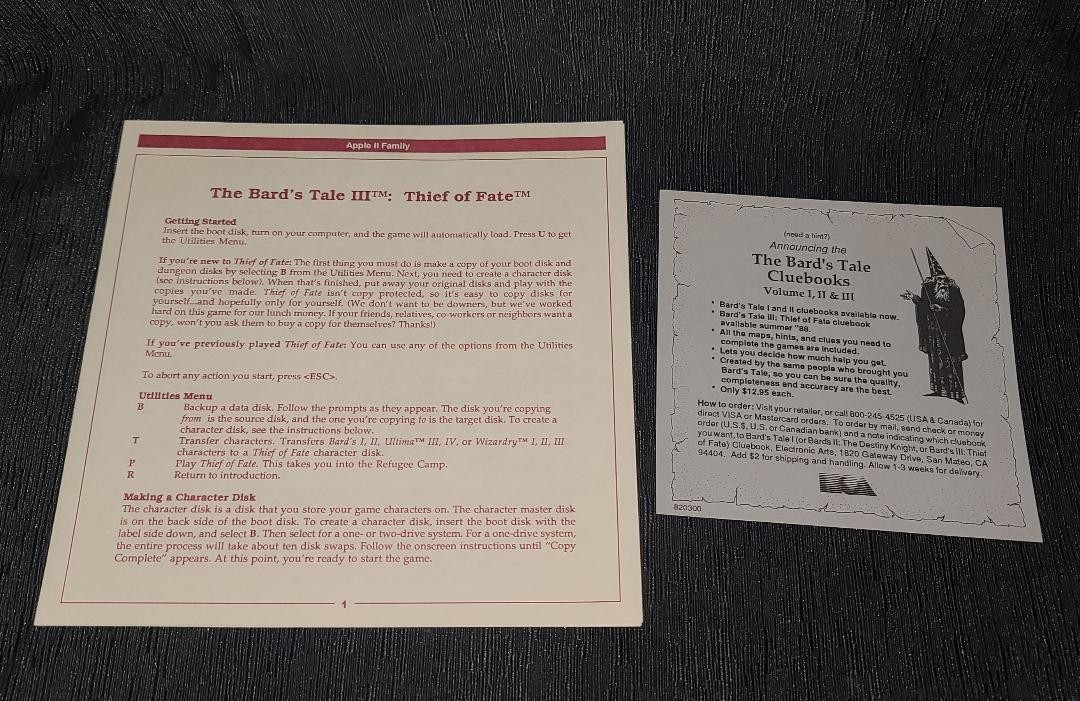 Apple II Family
The Bard's Tale III™: Thief of Fate™
Getting Started
Insert the boot disk, turn on your computer, and the game will automatically load. Press U to get
the Utilities Menu.
If you're new to Thief of Fate: The first thing you must do is make a copy of your boot disk and
dungeon disks by selecting B from the Utilities Menu. Next, you need to create a character disk
(see instructions below). When that's finished, put away your original disks and play with the
copies you've made. Thief of Fate isn't copy protected, so it's easy to copy disks for
yourself...and hopefully only for yourself. (We don't want to be downers, but we've worked
hard on this game for our lunch money. If your friends, relatives, co-workers or neighbors want a
copy, won't you ask them to buy a copy for themselves? Thanks!)
If you've previously played Thief of Fate: You can use any of the options from the Utilities
Menu.
To abort any action you start, press <ESC>.
Utilities Menu
B Backup a data disk. Follow the prompts as they appear. The disk you're copying
from is the source disk, and the one you're copying to is the target disk. To create a
character disk, see the instructions below.
T Transfer characters. Transfers Bard's I, II, Ultima™ III, IV, or Wizardry™ I, II, III
characters to a Thief of Fate character disk.
P Play Thief of Fate. This takes you into the Refugee Camp.
R Return to introduction.
Making a Character Disk
The character disk is a disk that you store your game characters on. The character master disk
is on the back side of the boot disk. To create a character disk, insert the boot disk with the
label side down, and select B. Then select for a one- or two-drive system. For a one-drive system,
the entire process will take about ten disk swaps. Follow the onscreen instructions until "Copy
Complete" appears. At this point, you're ready to start the game.
1
(need a hint?)
Announcing the
The Bard's Tale
Cluebooks
Volume I, II & III
• Bard's Tale I and II cluebooks available now.
• Bard's Tale III: Thief of Fate cluebook
available summer "88.
• All the maps, hints, and clues you need to
complete the games are included.
• Lets you decide how much help you get.
• Created by the same people who brought you
Bard's Tale, so you can be sure the quality,
completeness and accuracy are the best.
• Only $12.95 each.
How to order: Visit your retailer, or call 800-245-4525 (USA & Canada) for
direct VISA or Mastercard orders. To order by mail, send check or money
order (U.S.$, U.S. or Canadian bank) and a note indicating which cluebook
you want, to Bard's Tale I (or Bards II: The Destiny Knight, or Bard's III: Thief
of Fate) Cluebook, Electronic Arts, 1820 Gateway Drive, San Mateo, CA
94404. Add $2 for shipping and handling. Allow 1-3 weeks for delivery.
820300